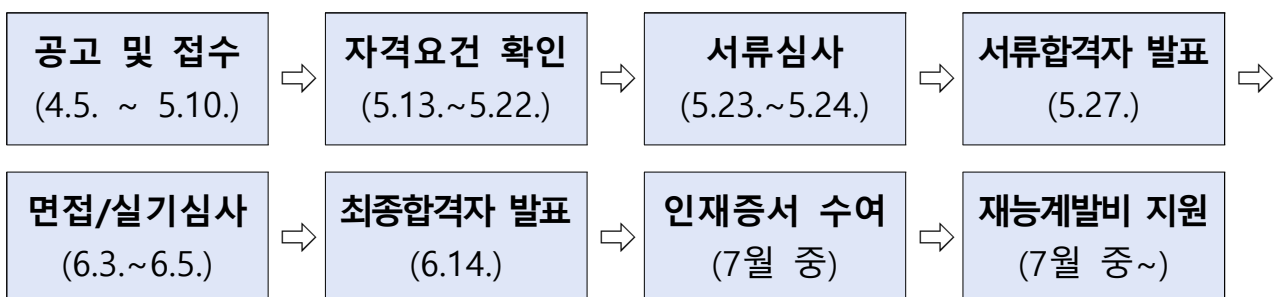 공고 및 접수
(4.5. ~ 5.10.)
⇨
자격요건 확인
(5.13.~5.22.)
⇨
서류심사
(5.23.~5.24.)
⇨
서류합격자 발표
(5.27.)
⇨
면접/실기심사
(6.3.~6.5.)
⇨
최종합격자 발표
(6.14.)
⇨
인재증서 수여
(7월 중)
⇨
재능계발비 지원
(7월 중~)